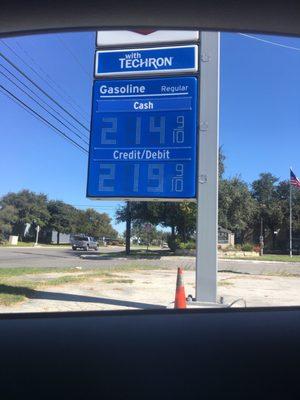 with
TECHRON
Gasoline Regular
Cash
2 14 9/10
Credit/Debit
2 19 9/10